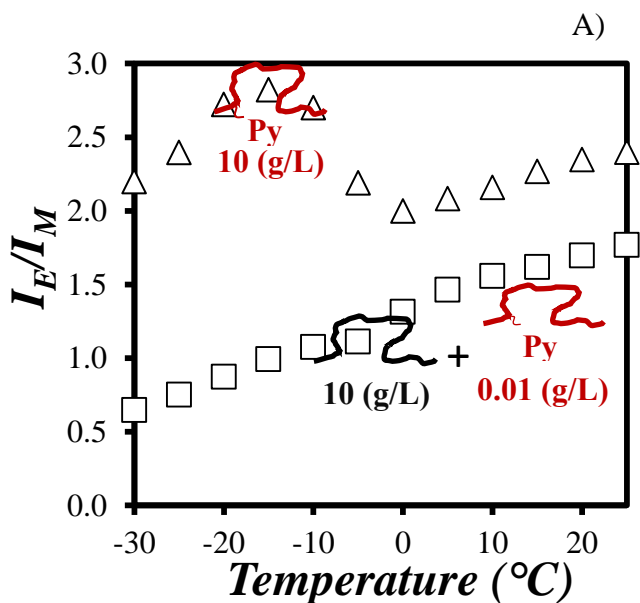 A)
3.0
2.5
2.0
1.5
1.0
0.5
0.0
I_E/I_M
Py
10 (g/L)
10 (g/L)
+
Py
0.01 (g/L)
-30 -20 -10 0 10 20
Temperature (°C)